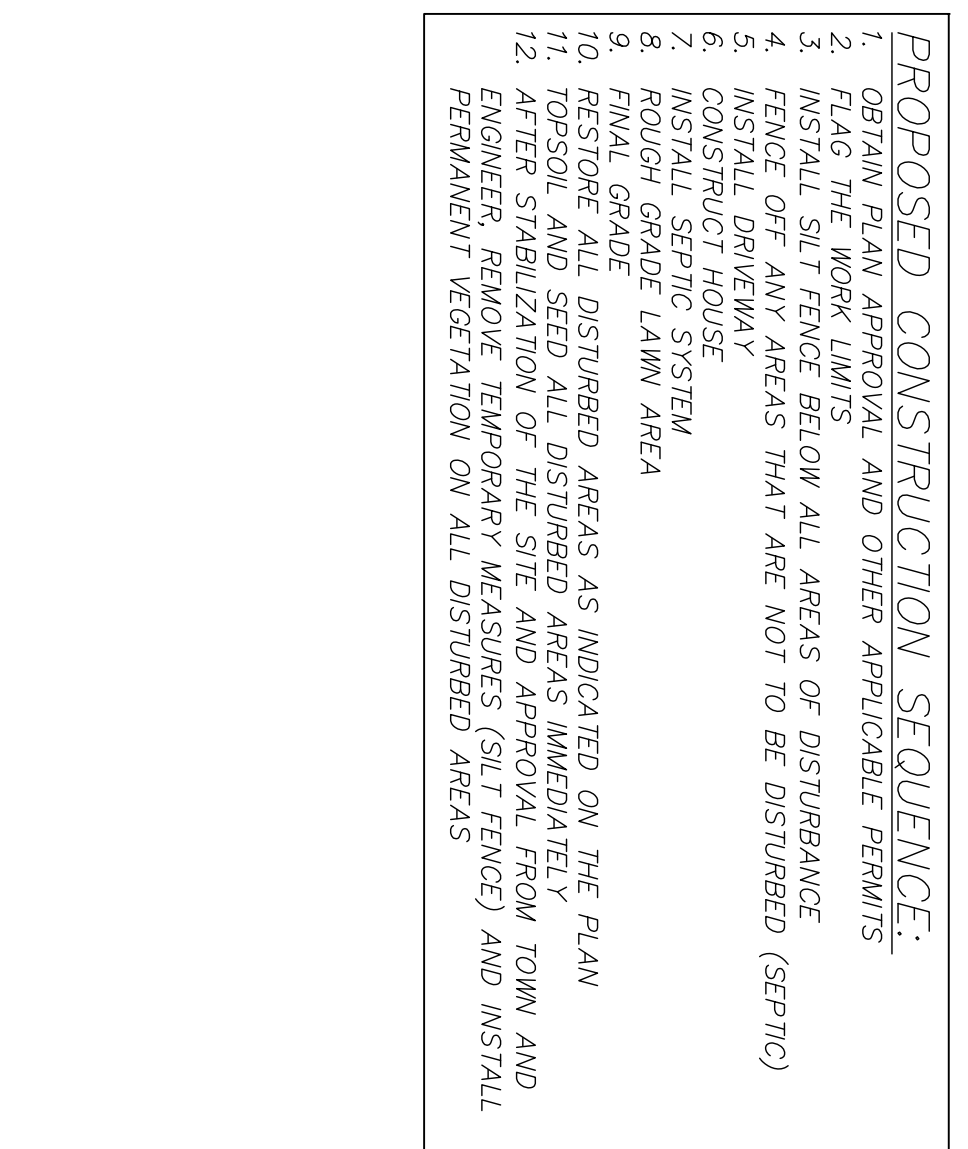 PROPOSED CONSTRUCTION SEQUENCE:
1. OBTAIN PLAN APPROVAL AND OTHER APPLICABLE PERMITS
2. FLAG THE WORK LIMITS
3. INSTALL SILT FENCE BELOW ALL AREAS OF DISTURBANCE
4. FENCE OFF ANY AREAS THAT ARE NOT TO BE DISTURBED (SEPTIC)
5. INSTALL DRIVEWAY
6. CONSTRUCT HOUSE
7. INSTALL SEPTIC SYSTEM
8. ROUGH GRADE LAWN AREA
9. FINAL GRADE
10. RESTORE ALL DISTURBED AREAS AS INDICATED ON THE PLAN
11. TOPSOIL AND SEED ALL DISTURBED AREAS IMMEDIATELY
12. AFTER STABILIZATION OF THE SITE AND APPROVAL FROM TOWN AND
ENGINEER, REMOVE TEMPORARY MEASURES (SILT FENCE) AND INSTALL
PERMANENT VEGETATION ON ALL DISTURBED AREAS